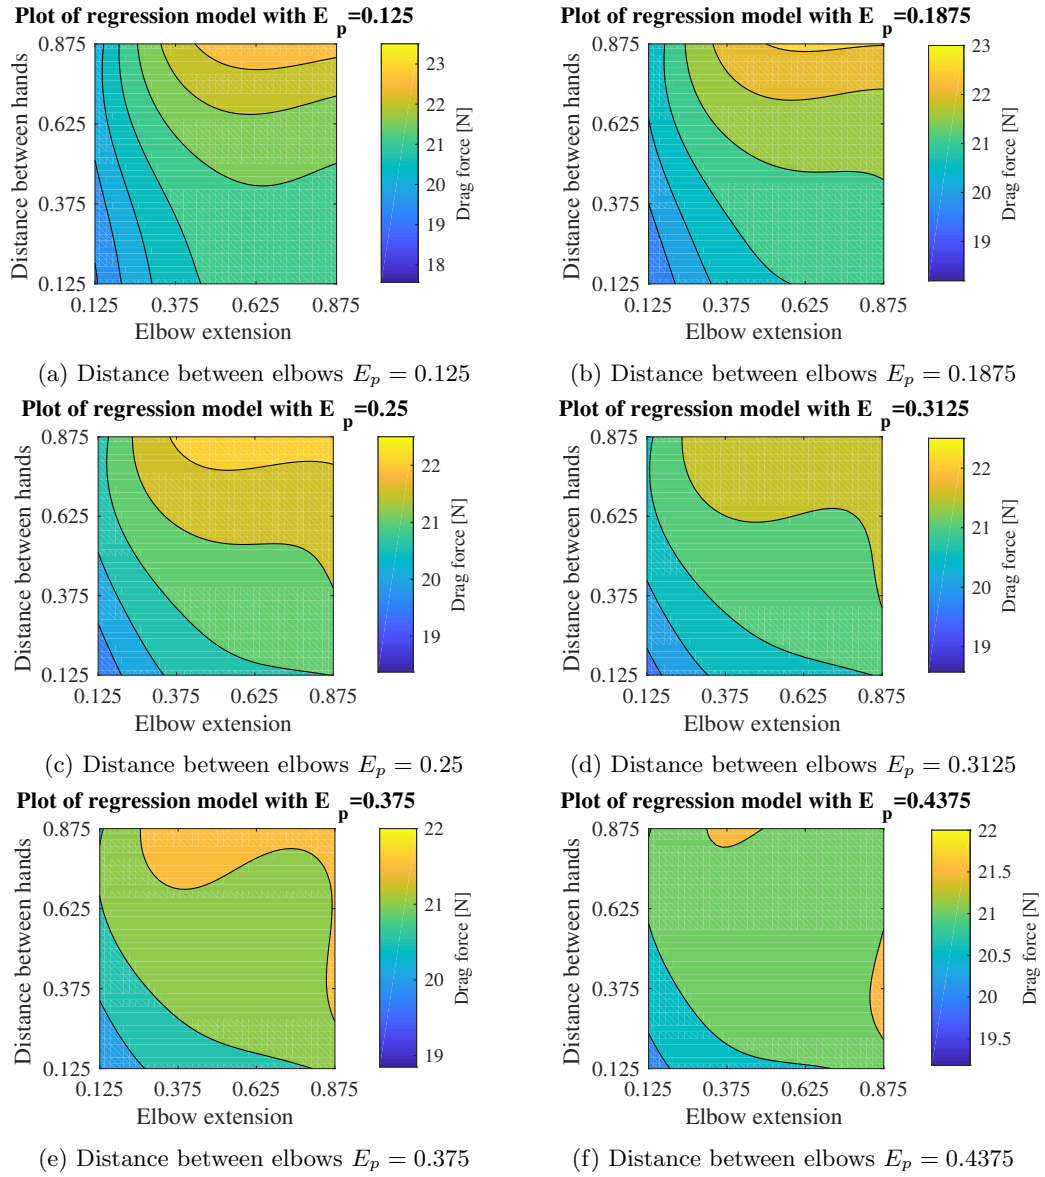 Plot of regression model with E p=0.125
Distance between hands
0.875
0.625
0.375
0.125
0.125 0.375 0.625 0.875
Elbow extension
23
22
21
20
19
18
Drag force [N]
(a) Distance between elbows E_p = 0.125
Plot of regression model with E p=0.1875
Distance between hands
0.875
0.625
0.375
0.125
0.125 0.375 0.625 0.875
Elbow extension
23
22
21
20
19
Drag force [N]
(b) Distance between elbows E_p = 0.1875
Plot of regression model with E p=0.25
Distance between hands
0.875
0.625
0.375
0.125
0.125 0.375 0.625 0.875
Elbow extension
22
21
20
19
Drag force [N]
(c) Distance between elbows E_p = 0.25
Plot of regression model with E p=0.3125
Distance between hands
0.875
0.625
0.375
0.125
0.125 0.375 0.625 0.875
Elbow extension
22
21
20
19
Drag force [N]
(d) Distance between elbows E_p = 0.3125
Plot of regression model with E p=0.375
Distance between hands
0.875
0.625
0.375
0.125
0.125 0.375 0.625 0.875
Elbow extension
22
21
20
19
Drag force [N]
(e) Distance between elbows E_p = 0.375
Plot of regression model with E p=0.4375
Distance between hands
0.875
0.625
0.375
0.125
0.125 0.375 0.625 0.875
Elbow extension
22
21.5
21
20.5
20
19.5
Drag force [N]
(f) Distance between elbows E_p = 0.4375